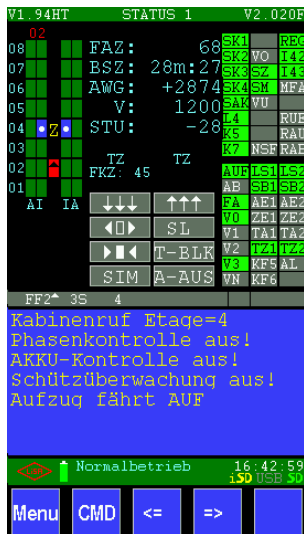 V1.94HT STATUS 1 V2.020F
02
08 FAZ: 68 SK1 REG
07 BSZ: 28m:27 SK2 VO I42
06 AWG: +2874 SK3 SZ I43
05 V: 1200 SK4 SM MFA
04 Z STU: -28 SAK VU
L4 RUE
03 K5 RAU
02 TZ TZ K7 NSF RAB
01 FKZ: 45 AUF LS1 LS2
AI IA ↓↓↓ ↑↑↑ AB SB1 SB2
◀▯▶ SL FA AE1 AE2
▶▮◀ T-BLK V0 ZE1 ZE2
SIM A-AUS V1 TA1 TA2
V2 TZ1 TZ2
V3 KF5 AL
FF2 3S 4 VN KF6
Kabinenruf Etage=4
Phasenkontrolle aus!
AKKU-Kontrolle aus!
Schützüberwachung aus!
Aufzug fährt AUF
Normalbetrieb 16:42:59
iSD USB SD
Menu CMD <= =>